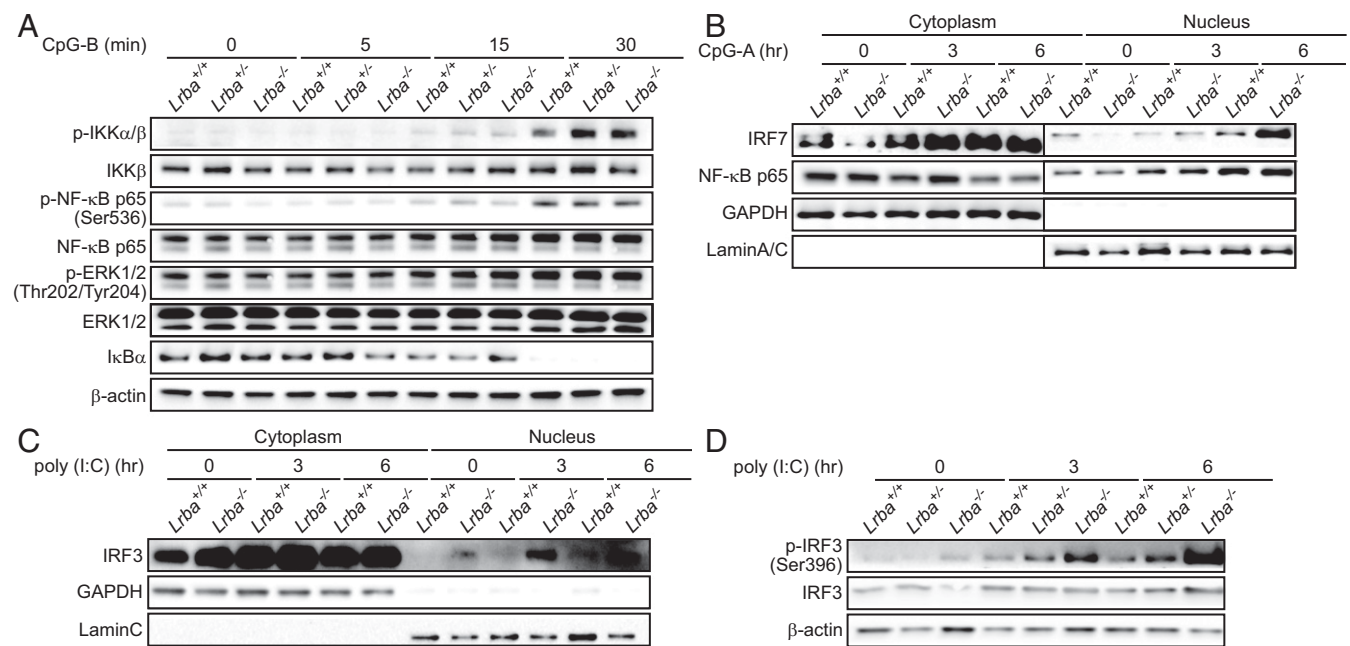 A
CpG-B (min) 0 5 15 30
Lrba+/+ Lrba+/- Lrba-/- Lrba+/+ Lrba+/- Lrba-/- Lrba+/+ Lrba+/- Lrba-/- Lrba+/+ Lrba+/- Lrba-/-
p-IKKα/β
IKKβ
p-NF-κB p65
(Ser536)
NF-κB p65
p-ERK1/2
(Thr202/Tyr204)
ERK1/2
IκBα
β-actin
B
Cytoplasm Nucleus
CpG-A (hr) 0 3 6 0 3 6
Lrba+/+ Lrba-/- Lrba+/+ Lrba-/- Lrba+/+ Lrba-/- Lrba+/+ Lrba-/- Lrba+/+ Lrba-/- Lrba+/+ Lrba-/-
IRF7
NF-κB p65
GAPDH
LaminA/C
C
Cytoplasm Nucleus
poly (I:C) (hr) 0 3 6 0 3 6
Lrba+/+ Lrba-/- Lrba+/+ Lrba-/- Lrba+/+ Lrba-/- Lrba+/+ Lrba-/- Lrba+/+ Lrba-/- Lrba+/+ Lrba-/-
IRF3
GAPDH
LaminC
D
poly (I:C) (hr) 0 3 6
Lrba+/+ Lrba+/- Lrba-/- Lrba+/+ Lrba+/- Lrba-/- Lrba+/+ Lrba+/- Lrba-/-
p-IRF3
(Ser396)
IRF3
β-actin